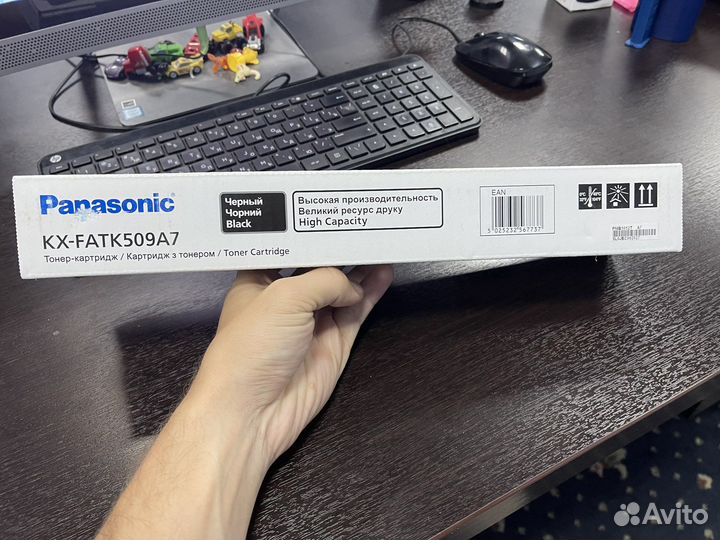 Panasonic
KX-FATK509A7
Тонер-картридж / Картридж з тонером / Toner Cartridge
Черный
Чорний
Black
Высокая производительность
Великий ресурс друку
High Capacity
EAN
5 025232 567737
Avito